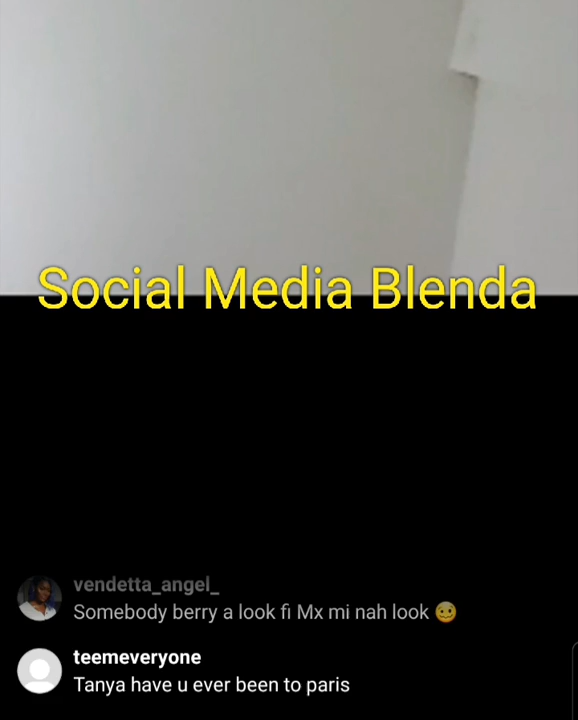 Social Media Blenda
vendetta_angel_
Somebody berry a look fi Mx mi nah look 🥴
teemeveryone
Tanya have u ever been to paris